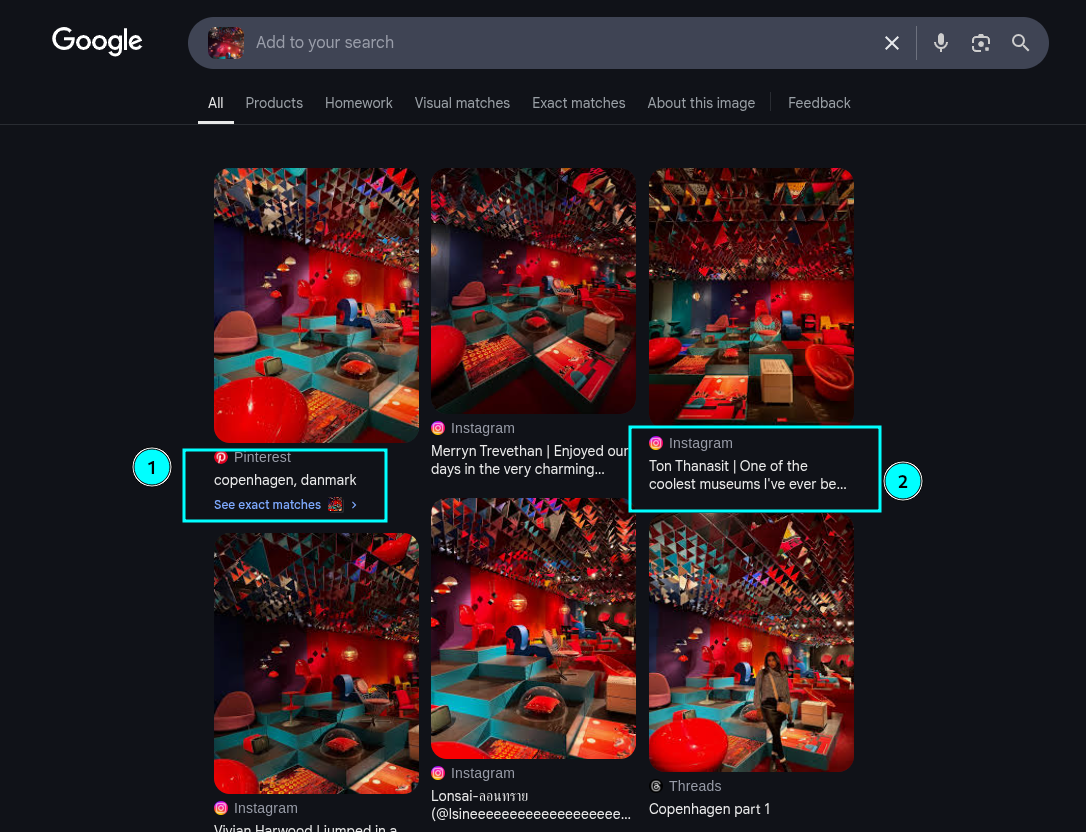 Google
Add to your search
All Products Homework Visual matches Exact matches About this image Feedback
Pinterest
copenhagen, danmark
See exact matches
1
Instagram
Merryn Trevethan | Enjoyed our
days in the very charming...
Instagram
Ton Thanasit | One of the
coolest museums I've ever be...
2
Instagram
Vivian Harwood | jumped in a
Instagram
Lonsai-ลอนทราย
(@lsineeeeeeeeeeeeeeeeeee...
Threads
Copenhagen part 1